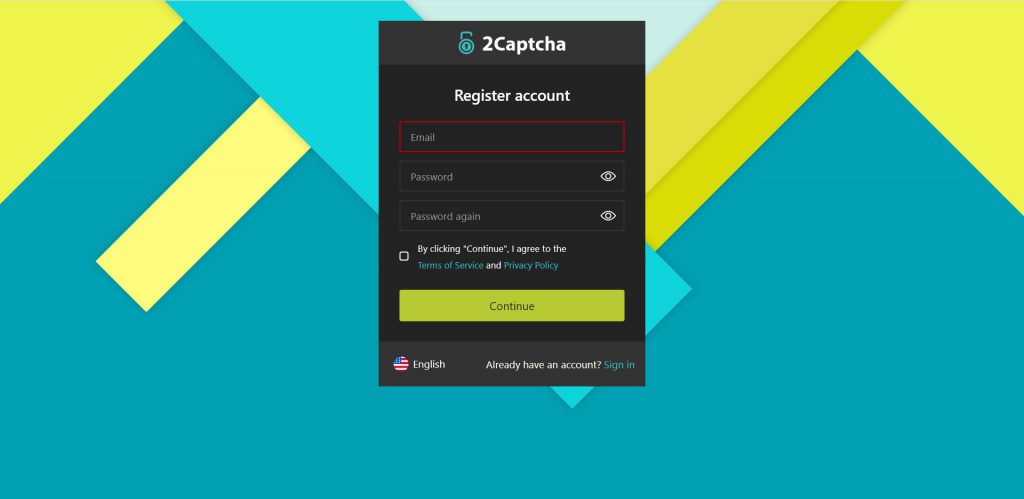 2Captcha
Register account
Email
Password
Password again
By clicking "Continue", I agree to the
Terms of Service and Privacy Policy
Continue
English
Already have an account? Sign in